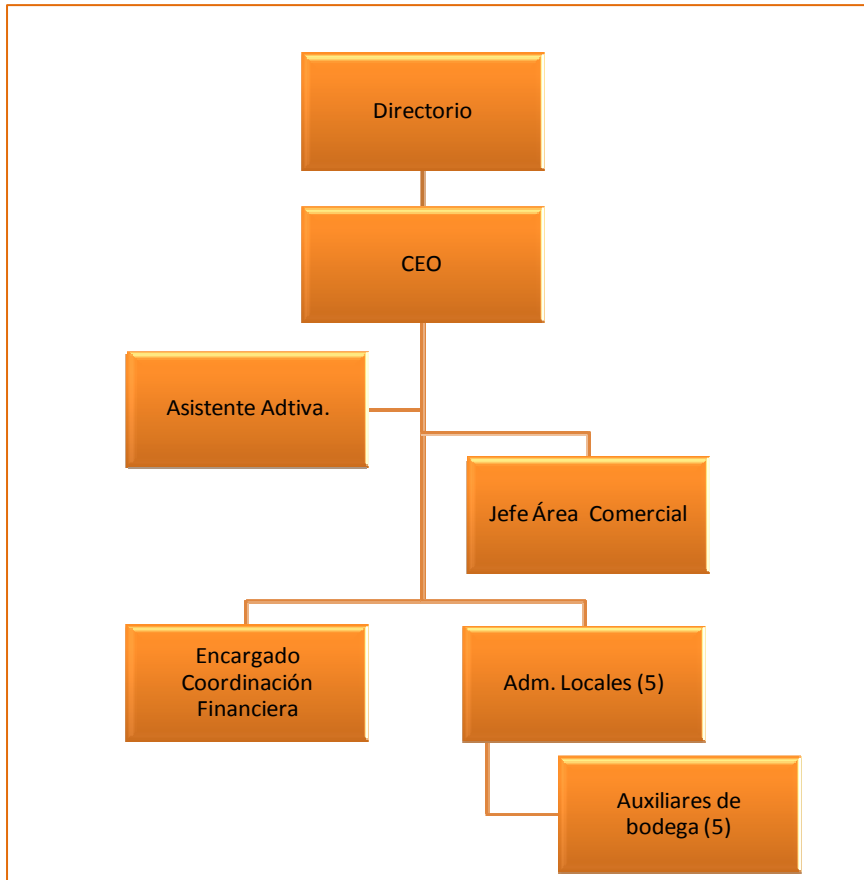 Directorio
CEO
Asistente Adtiva.
Jefe Área Comercial
Encargado
Coordinación
Financiera
Adm. Locales (5)
Auxiliares de
bodega (5)